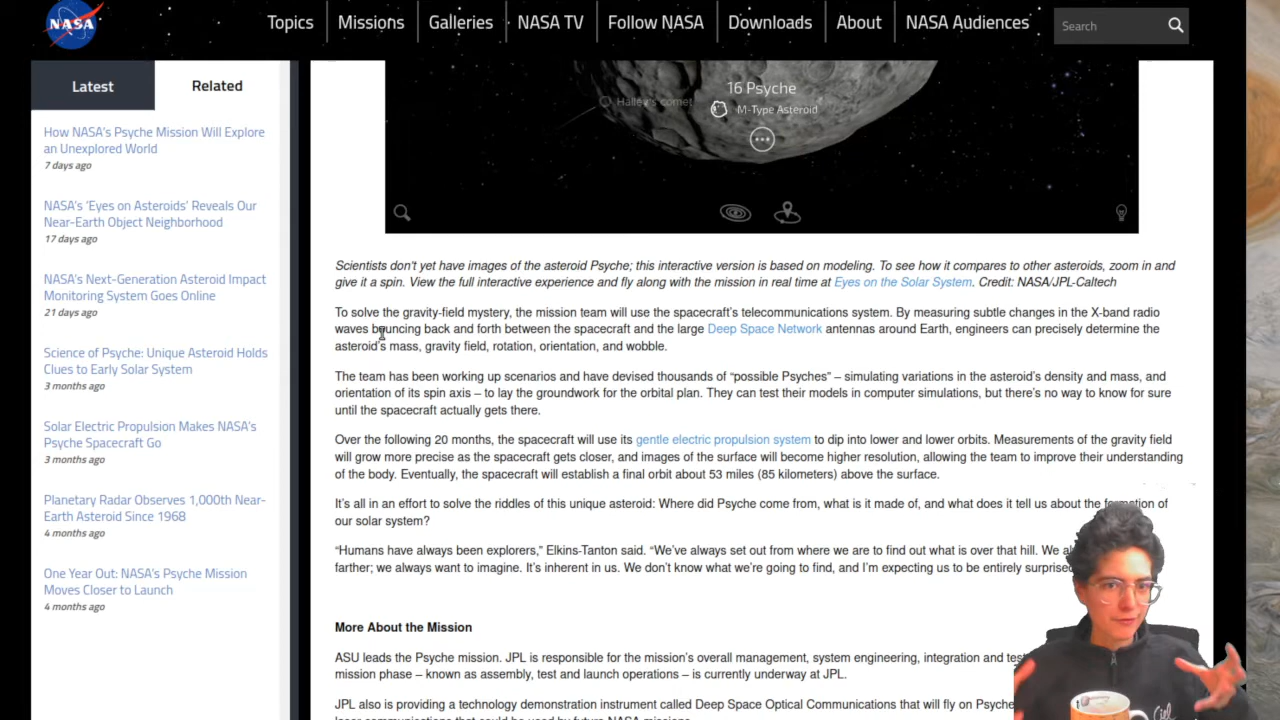 NASA
Topics
Missions
Galleries
NASA TV
Follow NASA
Downloads
About
NASA Audiences
Search
Latest
Related
How NASA's Psyche Mission Will Explore
an Unexplored World
7 days ago
NASA's 'Eyes on Asteroids' Reveals Our
Near-Earth Object Neighborhood
17 days ago
NASA's Next-Generation Asteroid Impact
Monitoring System Goes Online
21 days ago
Science of Psyche: Unique Asteroid Holds
Clues to Early Solar System
3 months ago
Solar Electric Propulsion Makes NASA's
Psyche Spacecraft Go
3 months ago
Planetary Radar Observes 1,000th Near-
Earth Asteroid Since 1968
4 months ago
One Year Out: NASA's Psyche Mission
Moves Closer to Launch
4 months ago
16 Psyche
Halley's comet
M-Type Asteroid
Scientists don't yet have images of the asteroid Psyche; this interactive version is based on modeling. To see how it compares to other asteroids, zoom in and
give it a spin. View the full interactive experience and fly along with the mission in real time at Eyes on the Solar System. Credit: NASA/JPL-Caltech
To solve the gravity-field mystery, the mission team will use the spacecraft's telecommunications system. By measuring subtle changes in the X-band radio
waves bouncing back and forth between the spacecraft and the large Deep Space Network antennas around Earth, engineers can precisely determine the
asteroid's mass, gravity field, rotation, orientation, and wobble.
The team has been working up scenarios and have devised thousands of "possible Psyches" – simulating variations in the asteroid's density and mass, and
orientation of its spin axis – to lay the groundwork for the orbital plan. They can test their models in computer simulations, but there's no way to know for sure
until the spacecraft actually gets there.
Over the following 20 months, the spacecraft will use its gentle electric propulsion system to dip into lower and lower orbits. Measurements of the gravity field
will grow more precise as the spacecraft gets closer, and images of the surface will become higher resolution, allowing the team to improve their understanding
of the body. Eventually, the spacecraft will establish a final orbit about 53 miles (85 kilometers) above the surface.
It's all in an effort to solve the riddles of this unique asteroid: Where did Psyche come from, what is it made of, and what does it tell us about the formation of
our solar system?
"Humans have always been explorers," Elkins-Tanton said. "We've always set out from where we are to find out what is over that hill. We
farther; we always want to imagine. It's inherent in us. We don't know what we're going to find, and I'm expecting us to be entirely surprised
More About the Mission
ASU leads the Psyche mission. JPL is responsible for the mission's overall management, system engineering, integration and
mission phase – known as assembly, test and launch operations – is currently underway at JPL.
JPL also is providing a technology demonstration instrument called Deep Space Optical Communications that will fly on Psyche
laser communications that could be used by future NASA missions.